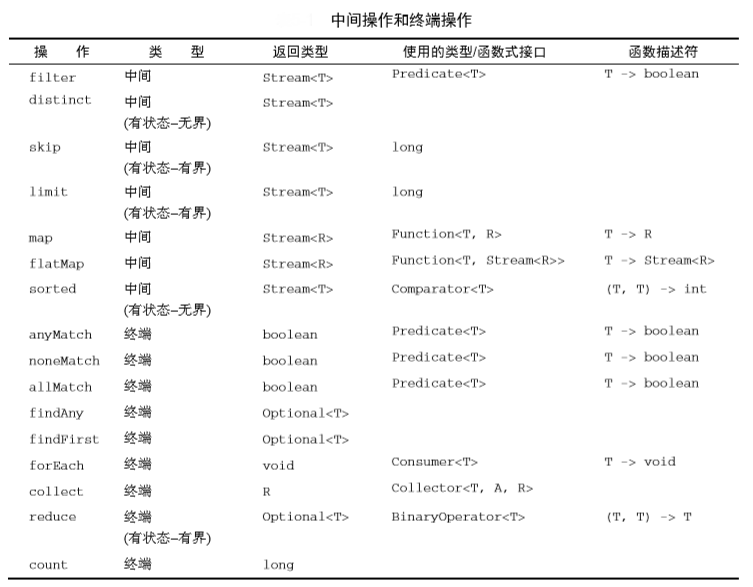 中间操作和终端操作
操 作 类 型 返回类型 使用的类型/函数式接口 函数描述符
filter 中间 Stream<T> Predicate<T> T -> boolean
distinct 中间 Stream<T>
(有状态–无界)
skip 中间 Stream<T> long
(有状态–有界)
limit 中间 Stream<T> long
(有状态–有界)
map 中间 Stream<R> Function<T, R> T -> R
flatMap 中间 Stream<R> Function<T, Stream<R>> T -> Stream<R>
sorted 中间 Stream<T> Comparator<T> (T, T) -> int
(有状态–无界)
anyMatch 终端 boolean Predicate<T> T -> boolean
noneMatch 终端 boolean Predicate<T> T -> boolean
allMatch 终端 boolean Predicate<T> T -> boolean
findAny 终端 Optional<T>
findFirst 终端 Optional<T>
forEach 终端 void Consumer<T> T -> void
collect 终端 R Collector<T, A, R>
reduce 终端 Optional<T> BinaryOperator<T> (T, T) -> T
(有状态–有界)
count 终端 long